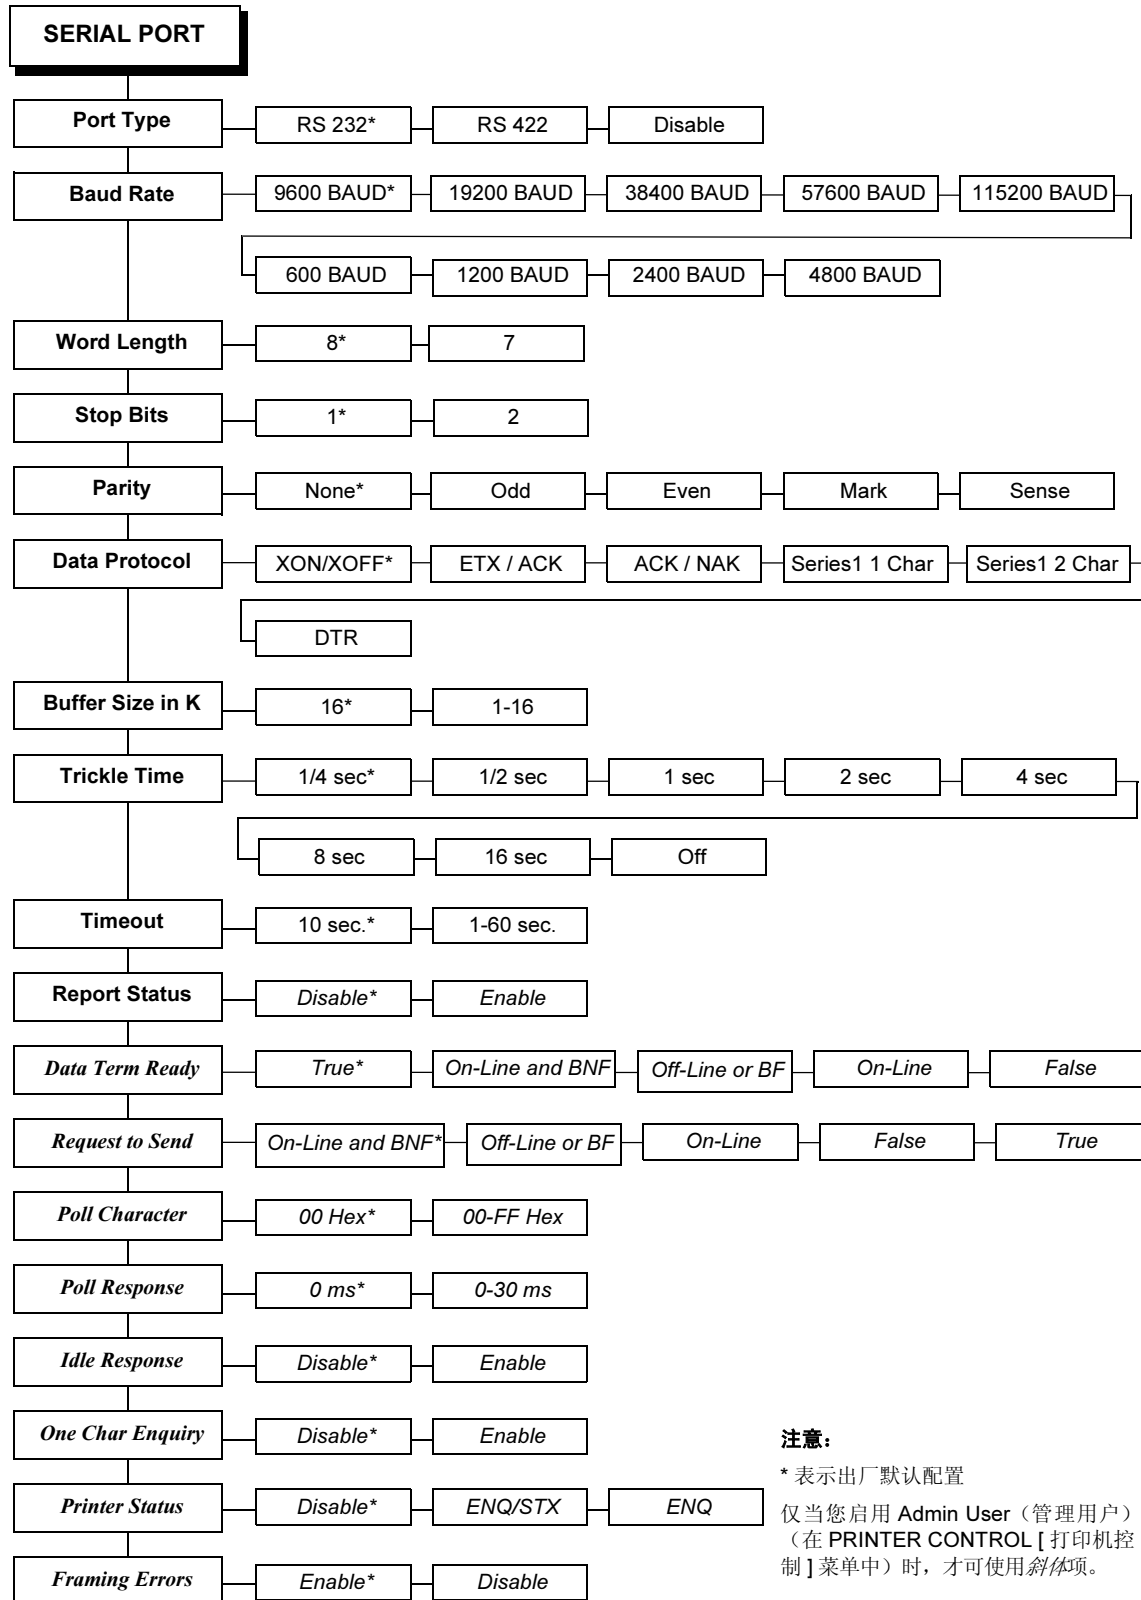 SERIAL PORT
Port Type RS 232* RS 422 Disable
Baud Rate 9600 BAUD* 19200 BAUD 38400 BAUD 57600 BAUD 115200 BAUD
600 BAUD 1200 BAUD 2400 BAUD 4800 BAUD
Word Length 8* 7
Stop Bits 1* 2
Parity None* Odd Even Mark Sense
Data Protocol XON/XOFF* ETX / ACK ACK / NAK Series1 1 Char Series1 2 Char
DTR
Buffer Size in K 16* 1-16
Trickle Time 1/4 sec* 1/2 sec 1 sec 2 sec 4 sec
8 sec 16 sec Off
Timeout 10 sec.* 1-60 sec.
Report Status Disable* Enable
Data Term Ready True* On-Line and BNF Off-Line or BF On-Line False
Request to Send On-Line and BNF* Off-Line or BF On-Line False True
Poll Character 00 Hex* 00-FF Hex
Poll Response 0 ms* 0-30 ms
Idle Response Disable* Enable
One Char Enquiry Disable* Enable
Printer Status Disable* ENQ/STX ENQ
Framing Errors Enable* Disable
注意：
* 表示出厂默认配置
仅当您启用 Admin User（管理用户）
（在 PRINTER CONTROL [ 打印机控
制 ] 菜单中）时，才可使用斜体项。